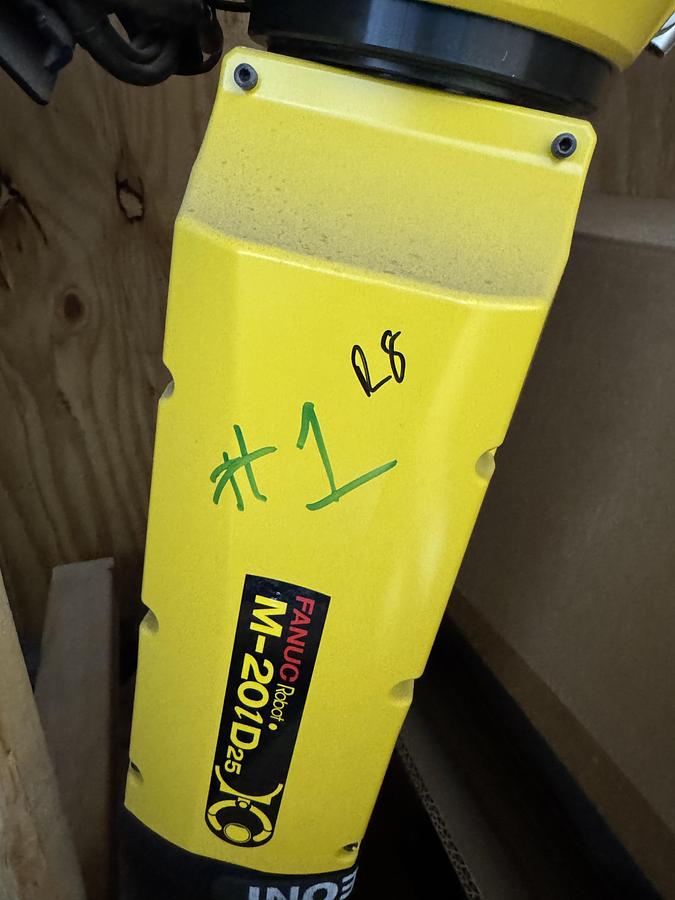 R8
#1
FANUC Robot
M-20iD25